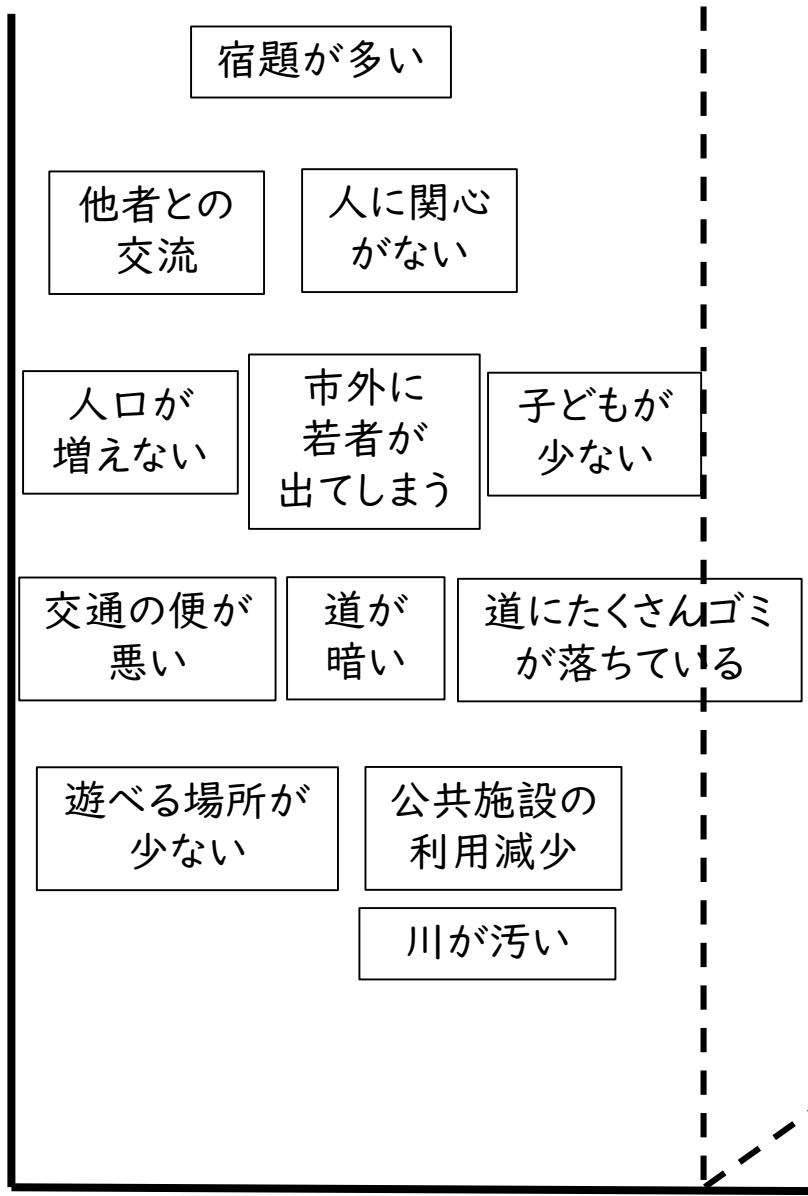 宿題が多い
他者との
交流
人に関心
がない
人口が
増えない
市外に
若者が
出てしまう
子どもが
少ない
交通の便が
悪い
道が
暗い
道にたくさんゴミ
が落ちている
遊べる場所が
少ない
公共施設の
利用減少
川が汚い